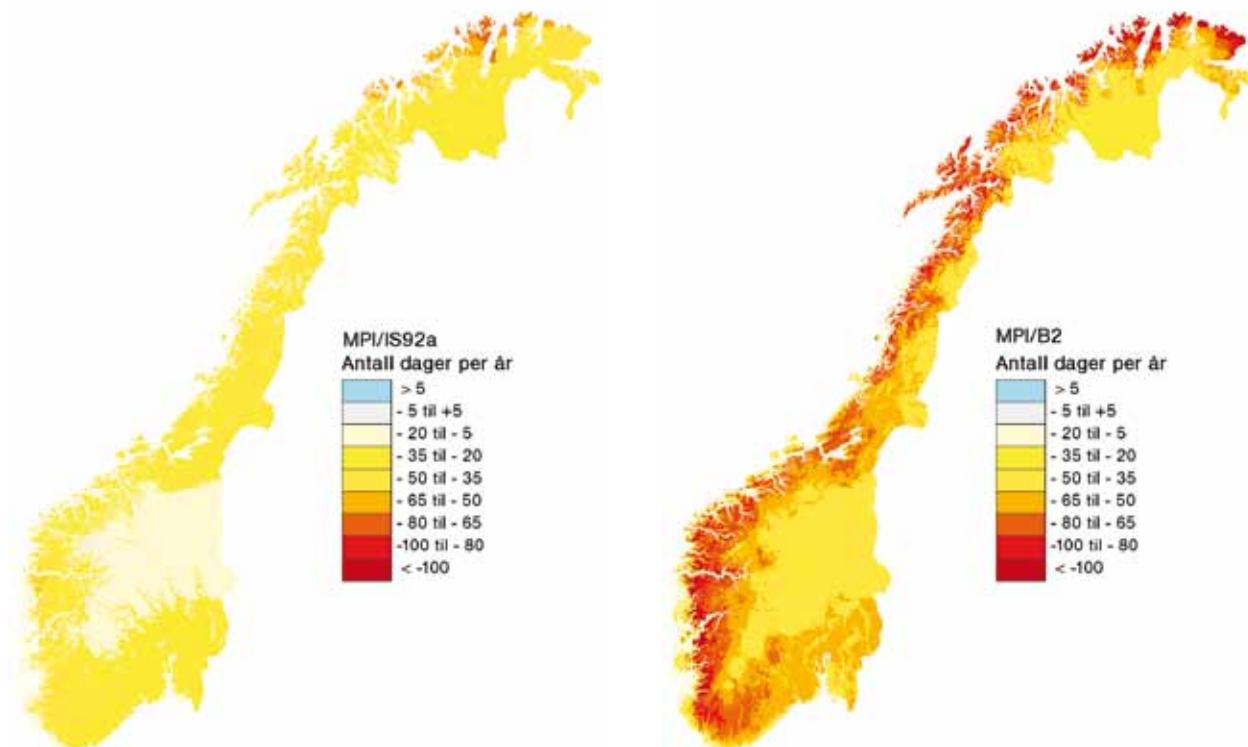 MPI/IS92a
Antall dager per år
> 5
- 5 til +5
- 20 til - 5
- 35 til - 20
- 50 til - 35
- 65 til - 50
- 80 til - 65
-100 til - 80
< -100
MPI/B2
Antall dager per år
> 5
- 5 til +5
- 20 til - 5
- 35 til - 20
- 50 til - 35
- 65 til - 50
- 80 til - 65
-100 til - 80
< -100